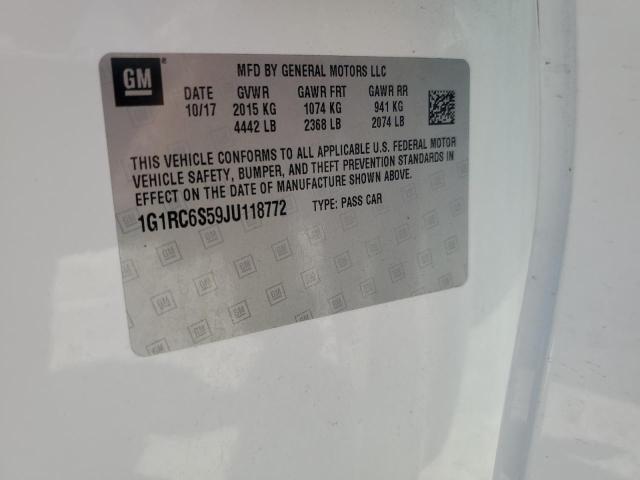 GM
MFD BY GENERAL MOTORS LLC
DATE GVWR GAWR FRT GAWR RR
10/17 2015 KG 1074 KG 941 KG
4442 LB 2368 LB 2074 LB
THIS VEHICLE CONFORMS TO ALL APPLICABLE U.S. FEDERAL MOTOR
VEHICLE SAFETY, BUMPER, AND THEFT PREVENTION STANDARDS IN
EFFECT ON THE DATE OF MANUFACTURE SHOWN ABOVE.
1G1RC6S59JU118772 TYPE: PASS CAR